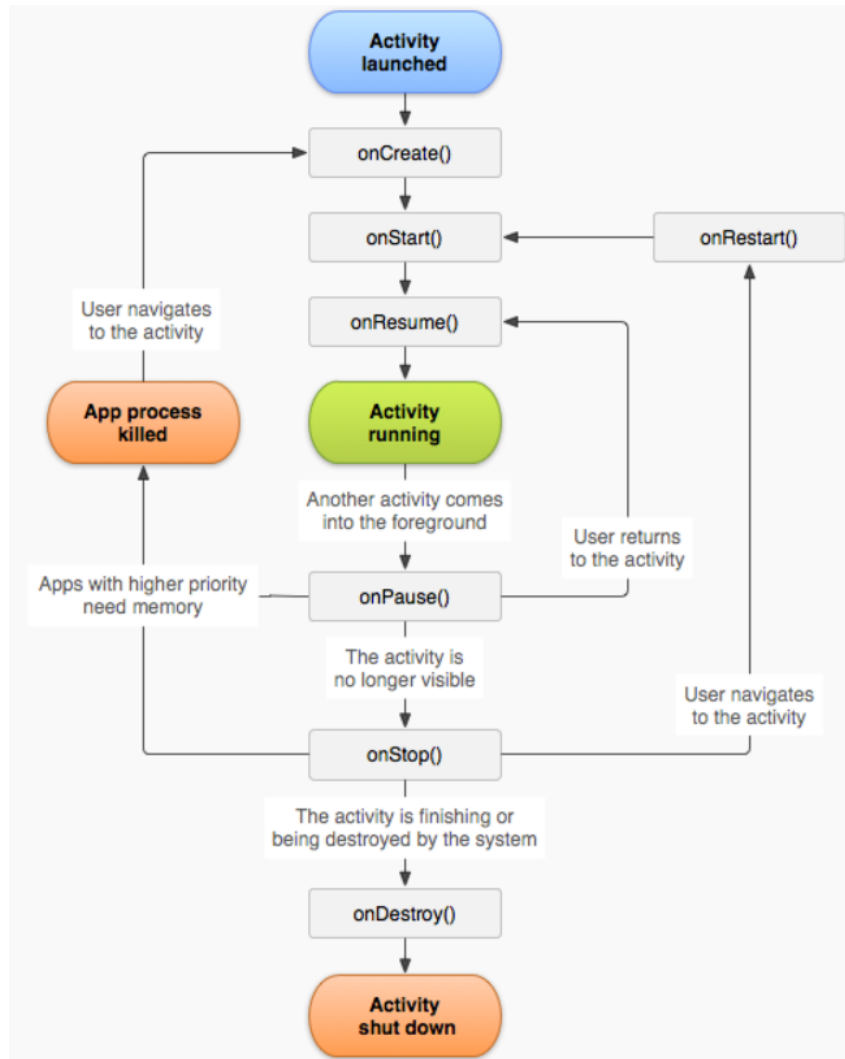 Activity
launched
onCreate()
onStart()
onRestart()
User navigates
to the activity
onResume()
App process
killed
Activity
running
Another activity comes
into the foreground
User returns
to the activity
Apps with higher priority
need memory
onPause()
The activity is
no longer visible
User navigates
to the activity
onStop()
The activity is finishing or
being destroyed by the system
onDestroy()
Activity
shut down